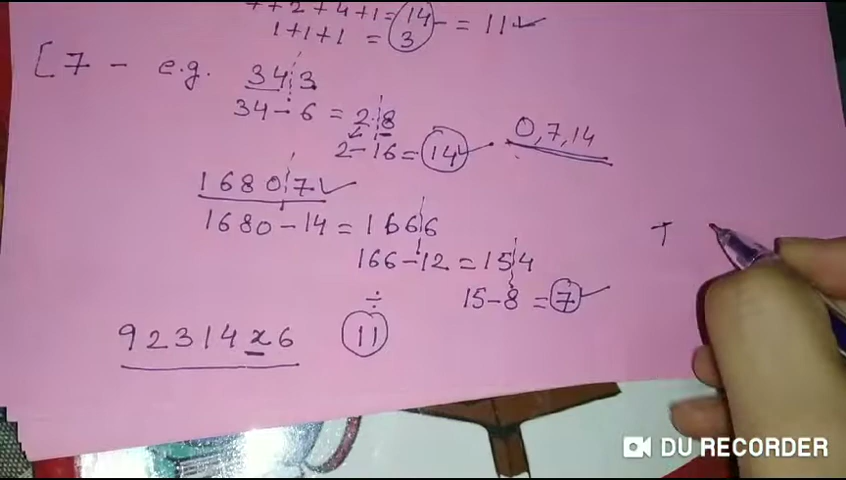 7+2+4+1=14 = 11✓
1+1+1 = 3
[7 - e.g. 343
34-6 = 28
2-16=14✓ 0,7,14
16807✓
1680-14 = 1666
166-12 = 154
15-8 = 7✓
÷
92314x6 11
DU RECORDER